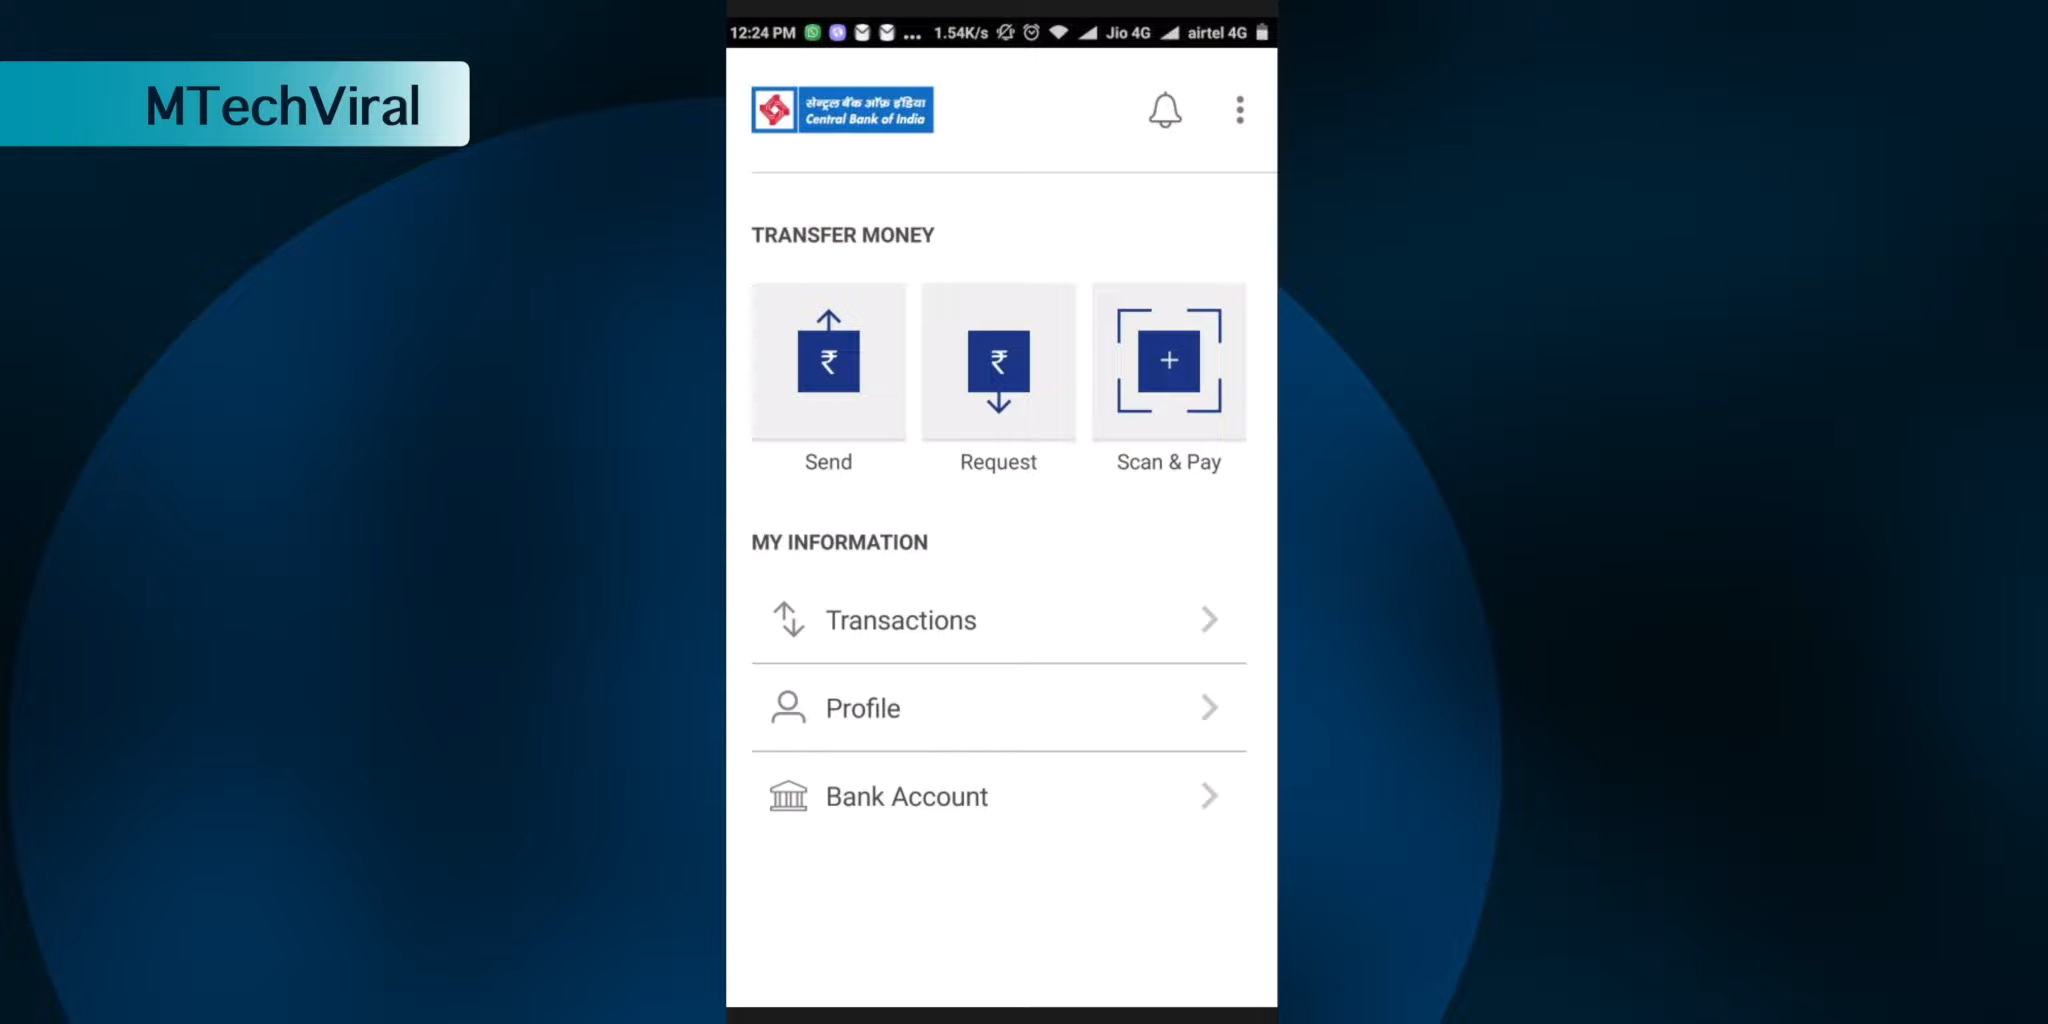 MTechViral
12:24 PM ... 1.54K/s Jio 4G airtel 4G
सेन्ट्रल बैंक ऑफ़ इंडिया
Central Bank of India
TRANSFER MONEY
₹ ₹ +
Send Request Scan & Pay
MY INFORMATION
Transactions
Profile
Bank Account